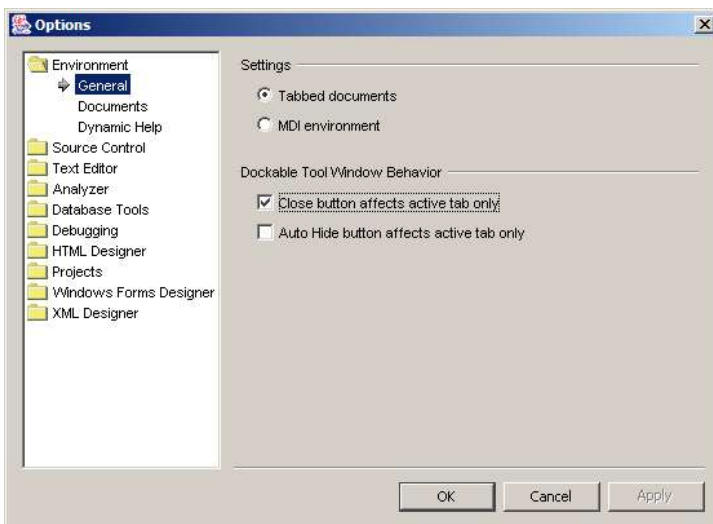 Options
Environment
General
Documents
Dynamic Help
Source Control
Text Editor
Analyzer
Database Tools
Debugging
HTML Designer
Projects
Windows Forms Designer
XML Designer
Settings
Tabbed documents
MDI environment
Dockable Tool Window Behavior
Close button affects active tab only
Auto Hide button affects active tab only
OK
Cancel
Apply